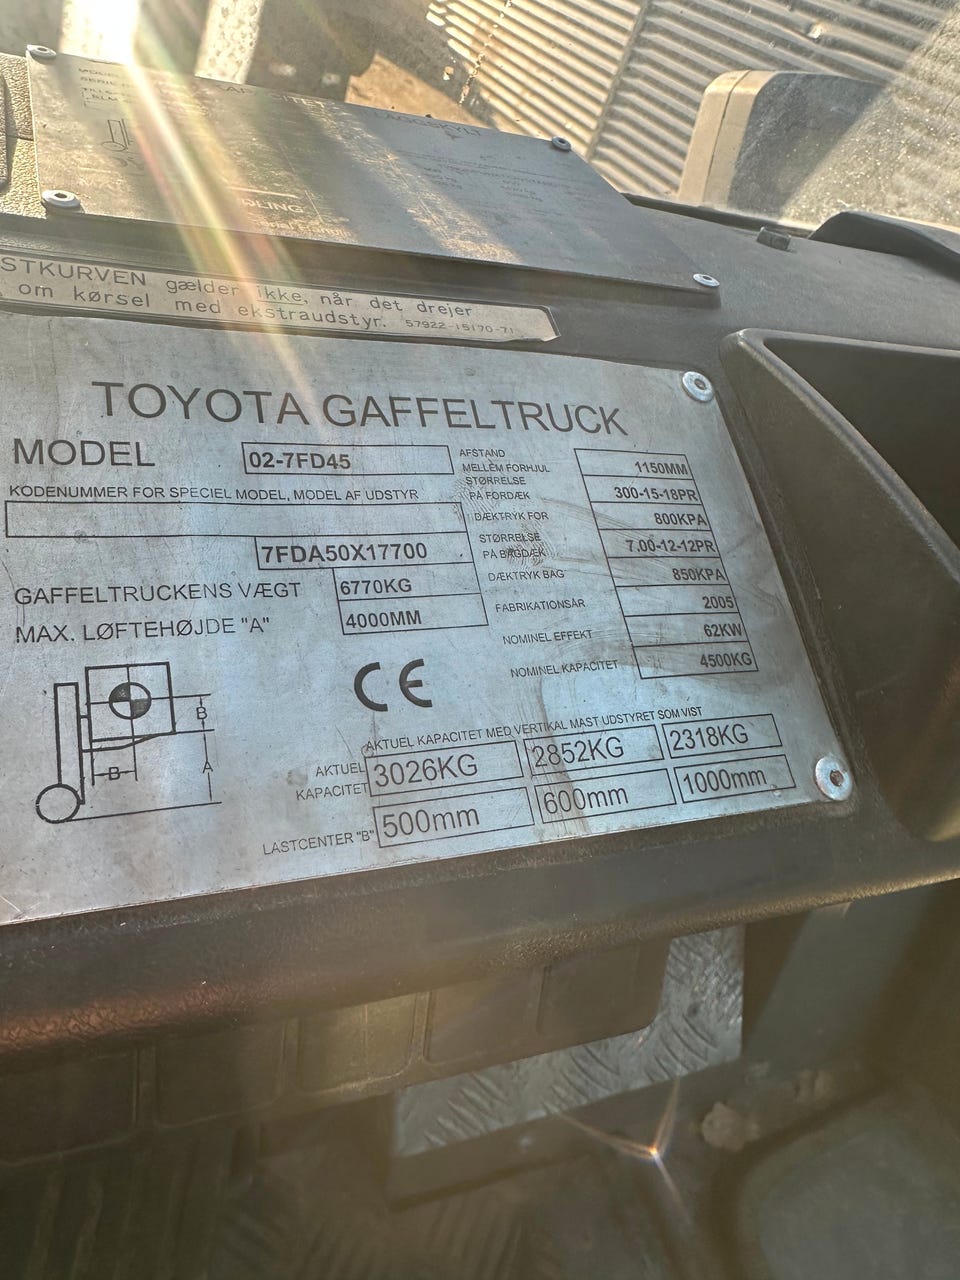 KAPACITET
LÄGGSKYLT
STKURVEN gælder ikke, når det drejer
om kørsel med ekstraudstyr. 57922-15170-71
TOYOTA GAFFELTRUCK
MODEL 02-7FD45
KODENUMMER FOR SPECIEL MODEL, MODEL AF UDSTYR
7FDA50X17700
GAFFELTRUCKENS VÆGT 6770KG
MAX. LØFTEHØJDE "A" 4000MM
AFSTAND
MELLEM FORHJUL 1150MM
STØRRELSE
PÅ FORDÆK 300-15-18PR
DÆKTRYK FOR 800KPA
STØRRELSE
PÅ BAGDÆK 7.00-12-12PR
DÆKTRYK BAG 850KPA
FABRIKATIONSÅR 2005
NOMINEL EFFEKT 62KW
NOMINEL KAPACITET 4500KG
CE
B
B
A
AKTUEL KAPACITET MED VERTIKAL MAST UDSTYRET SOM VIST
AKTUEL
KAPACITET 3026KG 2852KG 2318KG
LASTCENTER "B" 500mm 600mm 1000mm